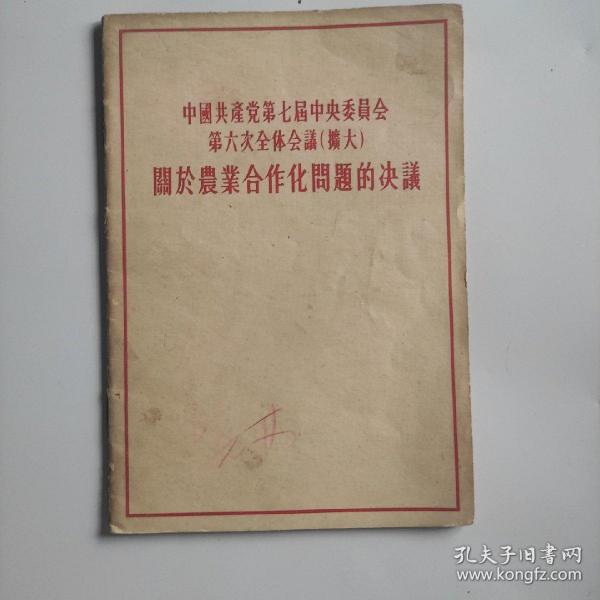 中國共產党第七屆中央委員会
第六次全体会議(擴大)
關於農業合作化問題的决議
孔夫子旧书网
www.kongfz.com